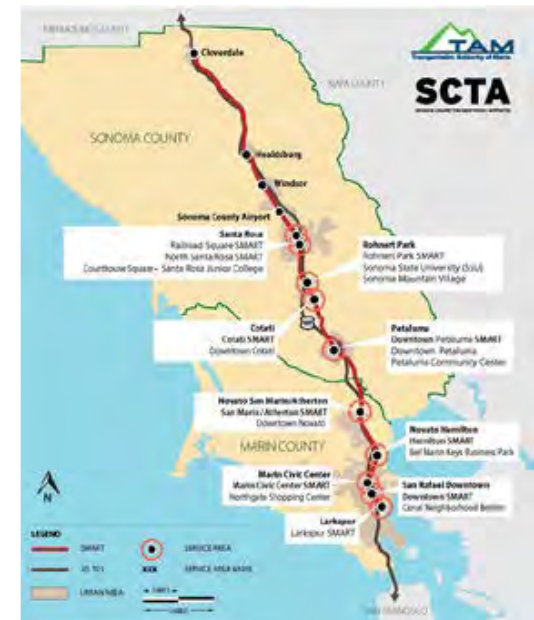 MENDOCINO COUNTY
Cloverdale
NAPA COUNTY
TAM
Transportation Authority of Marin
SCTA
SONOMA COUNTY
Healdsburg
Windsor
Sonoma County Airport
Santa Rosa
Railroad Square SMART
North Santa Rosa SMART
Courthouse Square – Santa Rosa Junior College
Rohnert Park
Rohnert Park SMART
Sonoma State University (SSU)
Sonoma Mountain Village
Cotati
Cotati SMART
Downtown Cotati
Petaluma
Downtown Petaluma SMART
Downtown Petaluma
Petaluma Community Center
Novato San Marin/Atherton
San Marin/Atherton SMART
Downtown Novato
MARIN COUNTY
Novato Hamilton
Hamilton SMART
Bel Marin Keys Business Park
Marin Civic Center
Marin Civic Center SMART
Northgate Shopping Center
San Rafael Downtown
Downtown SMART
Canal Neighborhood
Larkspur
Larkspur SMART
N
LEGEND
SMART
SERVICE AREA
US 101
XXX
SERVICE AREA NAME
URBAN AREA
SAN FRANCISCO